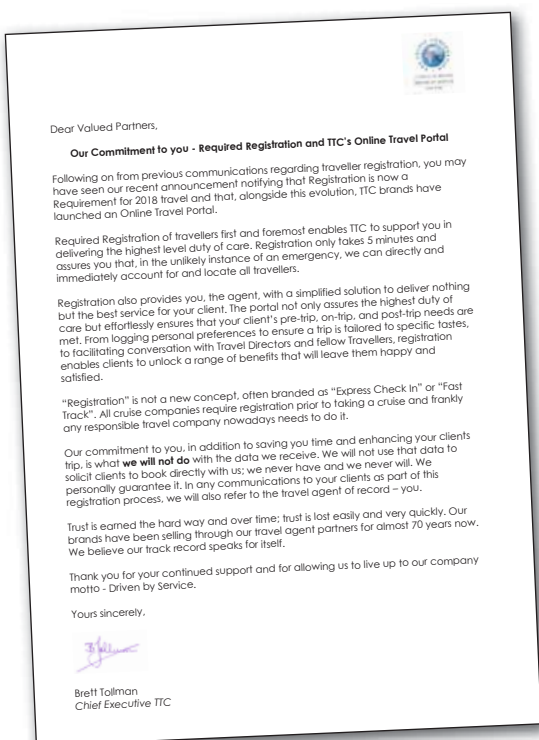 Dear Valued Partners,
Our Commitment to you - Required Registration and TTC's Online Travel Portal
Following on from previous communications regarding traveller registration, you may
have seen our recent announcement notifying that Registration is now a
Requirement for 2018 travel and that, alongside this evolution, TTC brands have
launched an Online Travel Portal.
Required Registration of travellers first and foremost enables TTC to support you in
delivering the highest level duty of care. Registration only takes 5 minutes and
assures you that, in the unlikely instance of an emergency, we can directly and
immediately account for and locate all travellers.
Registration also provides you, the agent, with a simplified solution to deliver nothing
but the best service for your client. The portal not only assures the highest duty of
care but effortlessly ensures that your client's pre-trip, on-trip, and post-trip needs are
met. From logging personal preferences to ensure a trip is tailored to specific tastes,
to facilitating conversation with Travel Directors and fellow Travellers, registration
enables clients to unlock a range of benefits that will leave them happy and
satisfied.
"Registration" is not a new concept, often branded as "Express Check In" or "Fast
Track". All cruise companies require registration prior to taking a cruise and frankly
any responsible travel company nowadays needs to do it.
Our commitment to you, in addition to saving you time and enhancing your clients
trip, is what we will not do with the data we receive. We will not use that data to
solicit clients to book directly with us; we never have and we never will. We
personally guarantee it. In any communications to your clients as part of this
registration process, we will also refer to the travel agent of record – you.
Trust is earned the hard way and over time; trust is lost easily and very quickly. Our
brands have been selling through our travel agent partners for almost 70 years now.
We believe our track record speaks for itself.
Thank you for your continued support and for allowing us to live up to our company
motto - Driven by Service.
Yours sincerely,
Brett Tollman
Chief Executive TTC